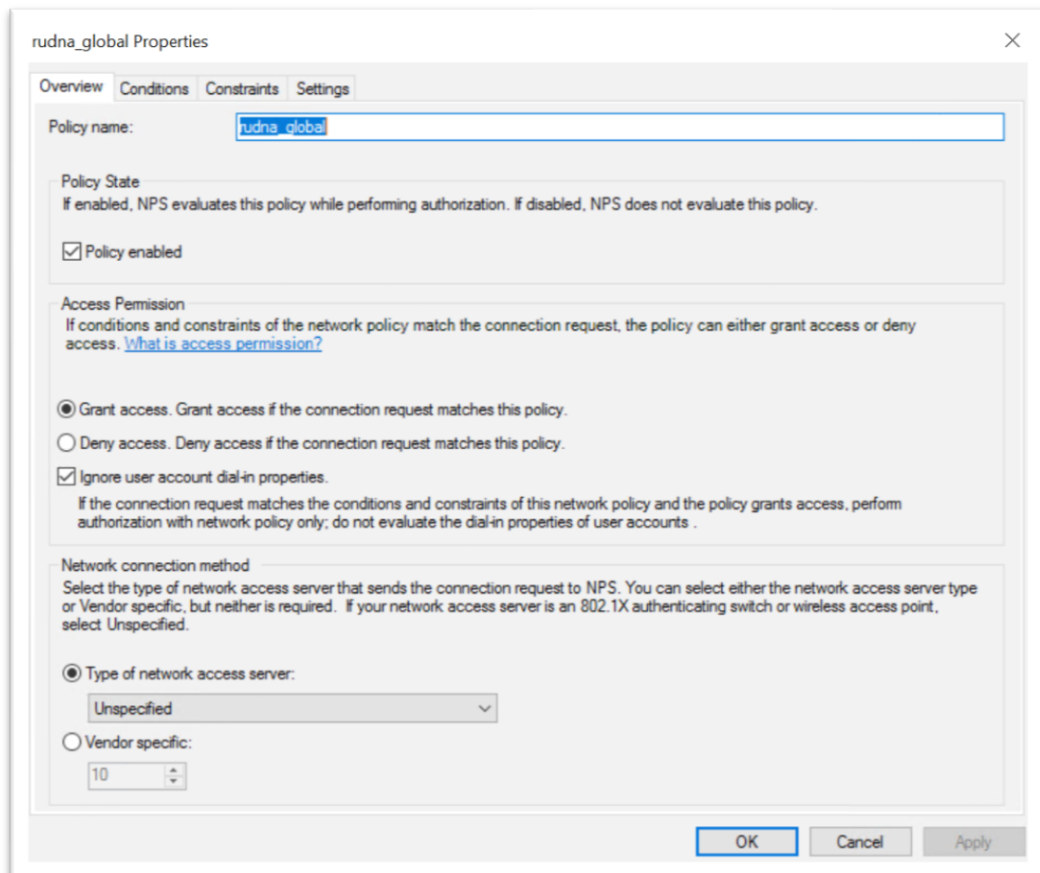 rudna_global Properties
Overview Conditions Constraints Settings
Policy name: rudna_global
Policy State
If enabled, NPS evaluates this policy while performing authorization. If disabled, NPS does not evaluate this policy.
Policy enabled
Access Permission
If conditions and constraints of the network policy match the connection request, the policy can either grant access or deny
access. What is access permission?
Grant access. Grant access if the connection request matches this policy.
Deny access. Deny access if the connection request matches this policy.
Ignore user account dial-in properties.
If the connection request matches the conditions and constraints of this network policy and the policy grants access, perform
authorization with network policy only; do not evaluate the dial-in properties of user accounts .
Network connection method
Select the type of network access server that sends the connection request to NPS. You can select either the network access server type
or Vendor specific, but neither is required. If your network access server is an 802.1X authenticating switch or wireless access point,
select Unspecified.
Type of network access server:
Unspecified
Vendor specific:
10
OK Cancel Apply